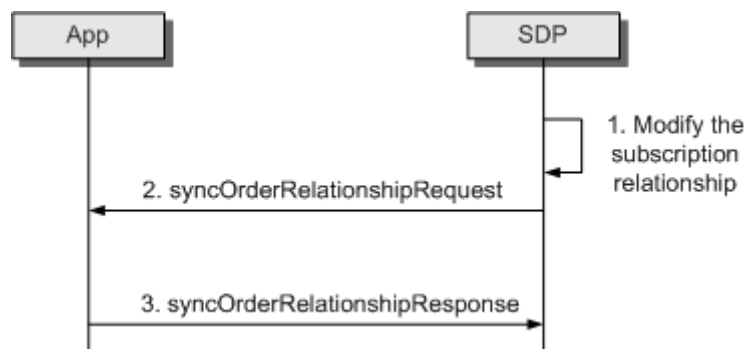 App
SDP
1. Modify the
subscription
relationship
2. syncOrderRelationshipRequest
3. syncOrderRelationshipResponse